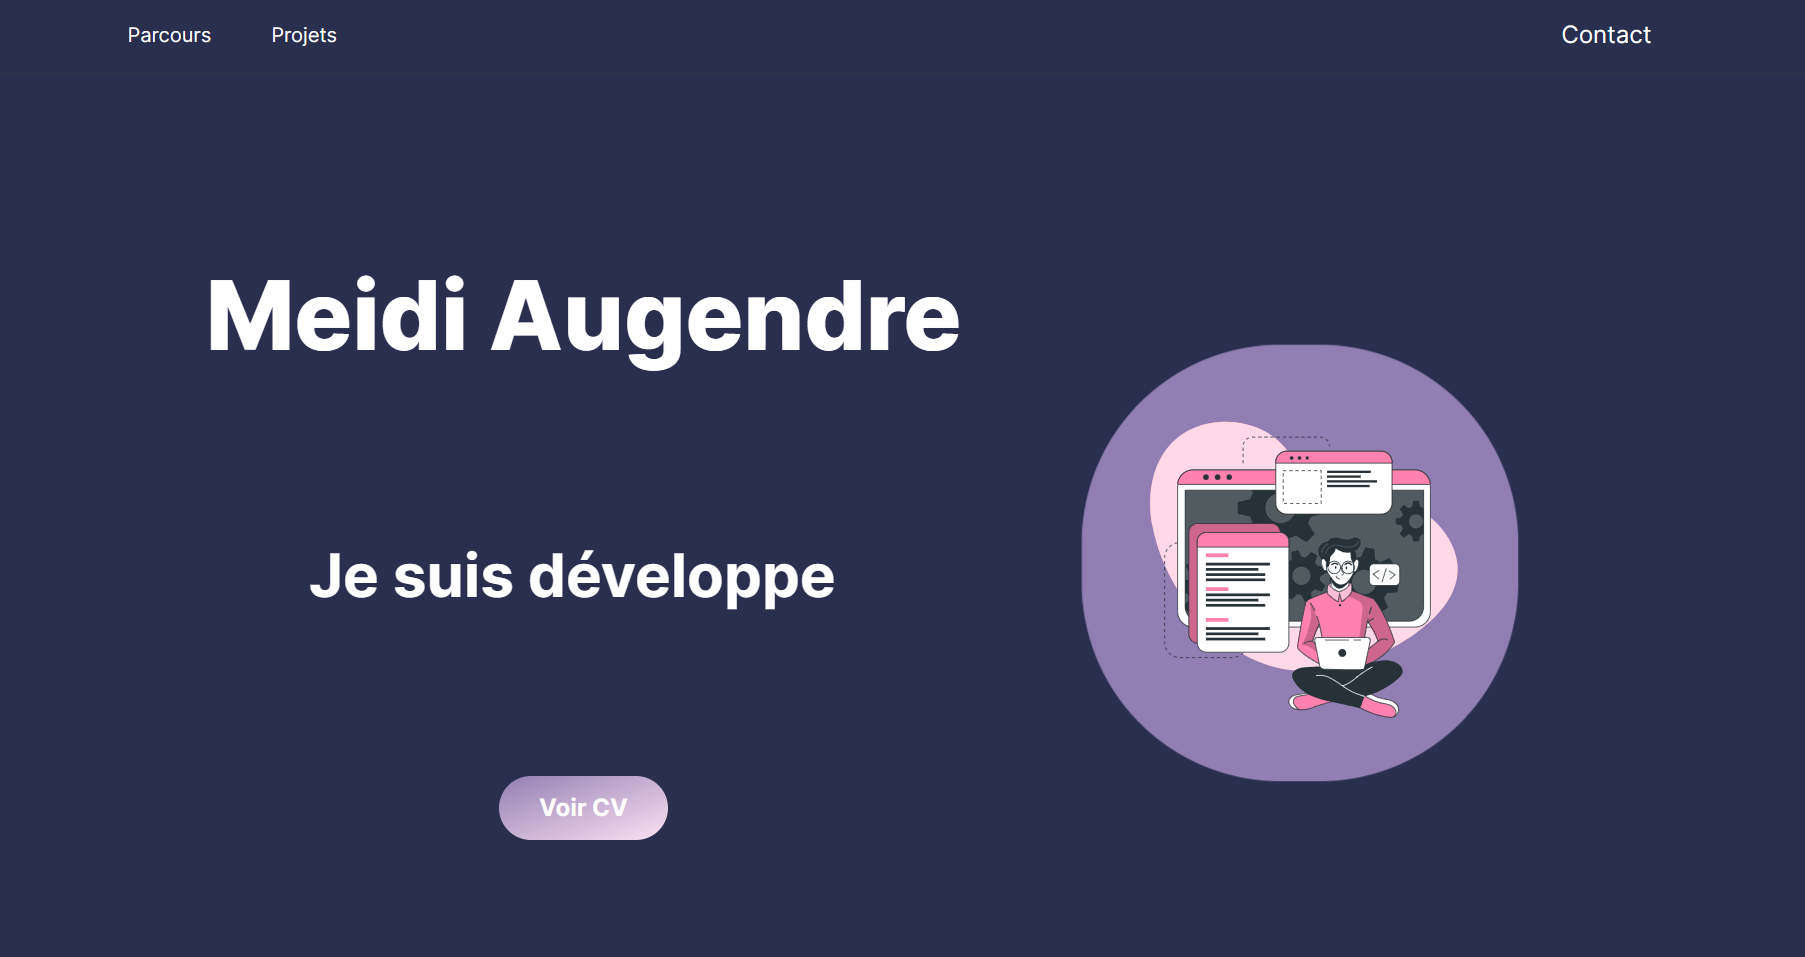 Parcours Projets Contact
Meidi Augendre
Je suis développe
</>
Voir CV